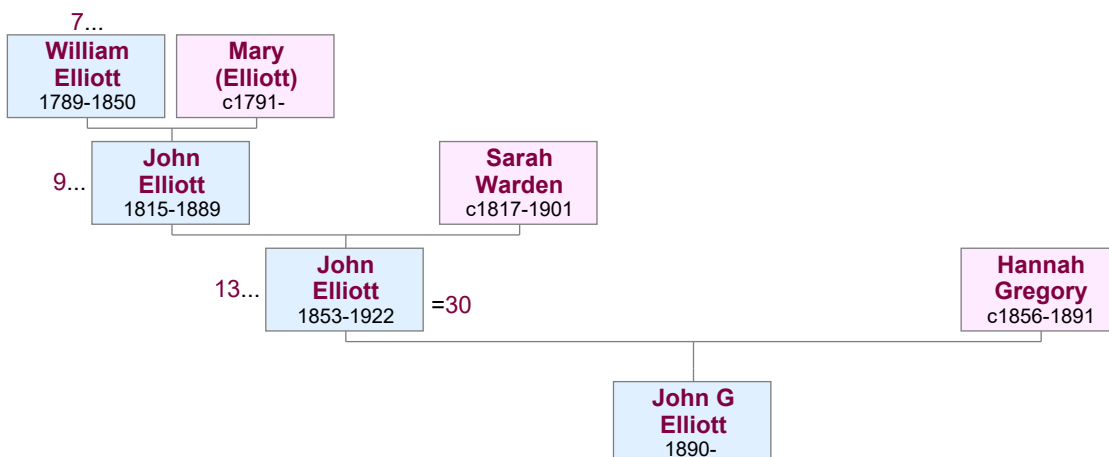 7...
William
Elliott
1789-1850
Mary
(Elliott)
c1791-
9...
John
Elliott
1815-1889
Sarah
Warden
c1817-1901
13...
John
Elliott
1853-1922
=30
Hannah
Gregory
c1856-1891
John G
Elliott
1890-